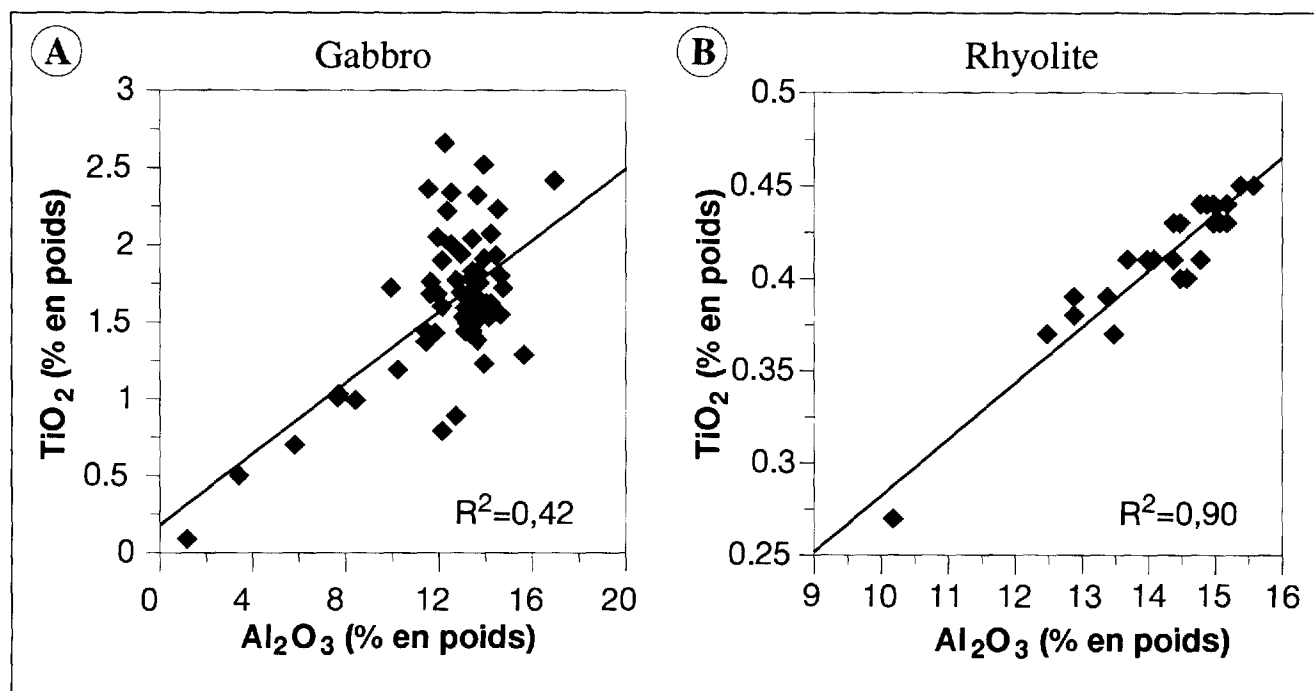 A Gabbro
3
2.5
2
1.5
1
0.5
0
TiO₂ (% en poids)
R²=0,42
0 4 8 12 16 20
Al₂O₃ (% en poids)
B Rhyolite
0.5
0.45
0.4
0.35
0.3
0.25
TiO₂ (% en poids)
R²=0,90
9 10 11 12 13 14 15 16
Al₂O₃ (% en poids)